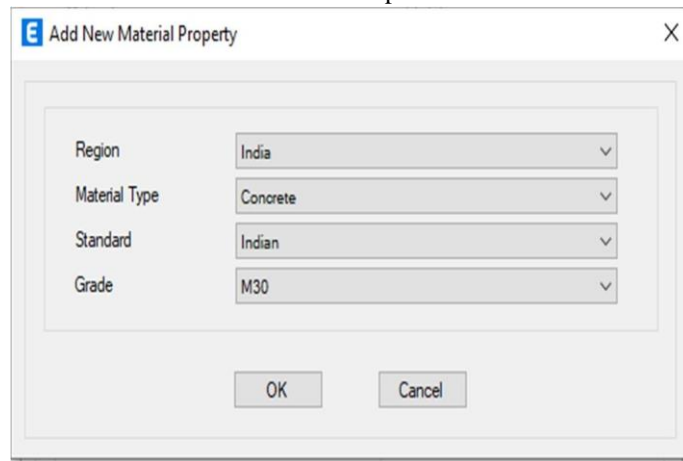 E Add New Material Property X
Region India
Material Type Concrete
Standard Indian
Grade M30
OK Cancel